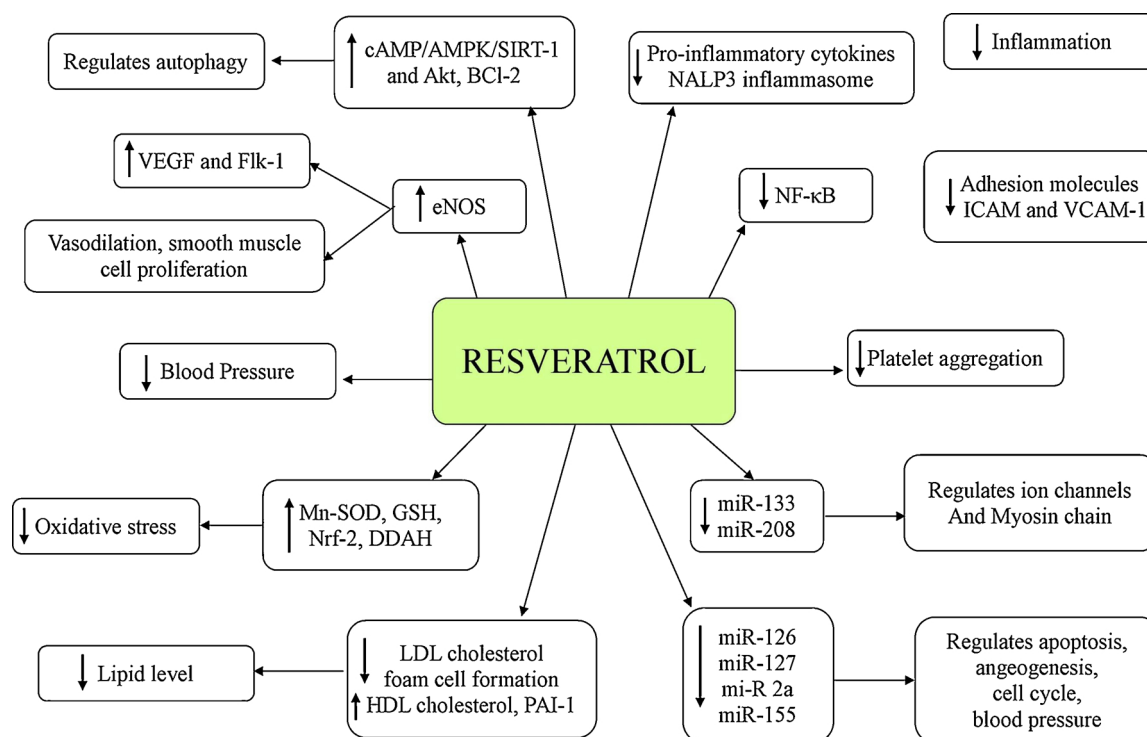 Regulates autophagy
cAMP/AMPK/SIRT-1
and Akt, BCl-2
Pro-inflammatory cytokines
NALP3 inflammasome
Inflammation
VEGF and Flk-1
eNOS
NF-κB
Adhesion molecules
ICAM and VCAM-1
Vasodilation, smooth muscle
cell proliferation
RESVERATROL
Blood Pressure
Platelet aggregation
Oxidative stress
Mn-SOD, GSH,
Nrf-2, DDAH
miR-133
miR-208
Regulates ion channels
And Myosin chain
Lipid level
LDL cholesterol
foam cell formation
HDL cholesterol, PAI-1
miR-126
miR-127
mi-R 2a
miR-155
Regulates apoptosis,
angeogenesis,
cell cycle,
blood pressure